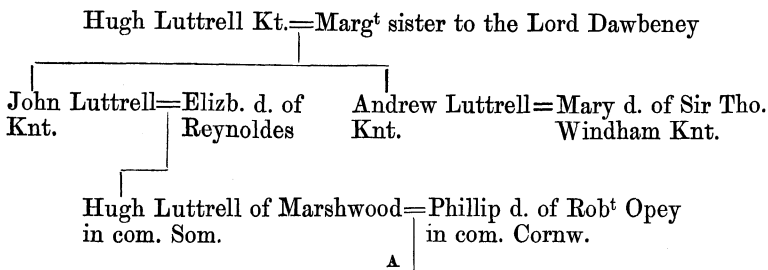 Hugh Luttrell Kt.=Margᵗ sister to the Lord Dawbeney
John Luttrell=Elizb. d. of
Knt. Reynoldes
Andrew Luttrell=Mary d. of Sir Tho.
Knt. Windham Knt.
Hugh Luttrell of Marshwood=Phillip d. of Robᵗ Opey
in com. Som. in com. Cornw.
A